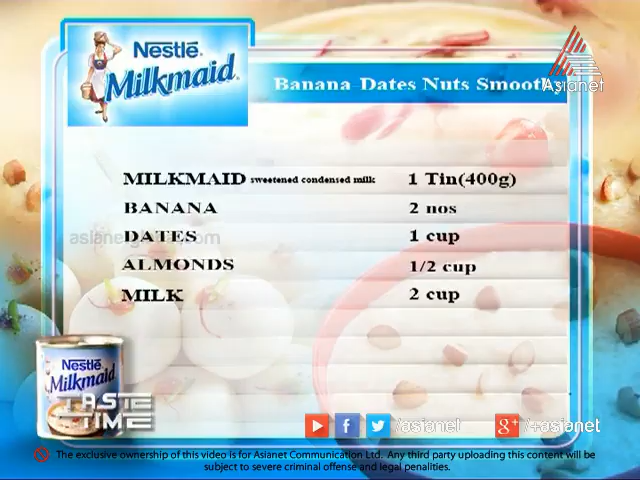 Nestlé
Milkmaid
Banana Dates Nuts Smooth
Asianet
MILKMAID sweetened condensed milk 1 Tin(400g)
BANANA 2 nos
DATES 1 cup
ALMONDS 1/2 cup
MILK 2 cup
Nestlé
Milkmaid
TASTE
TIME
/asianet
g+ /+asianet
The exclusive ownership of this video is for Asianet Communication Ltd. Any third party uploading this content will be
subject to severe criminal offense and legal penalities.